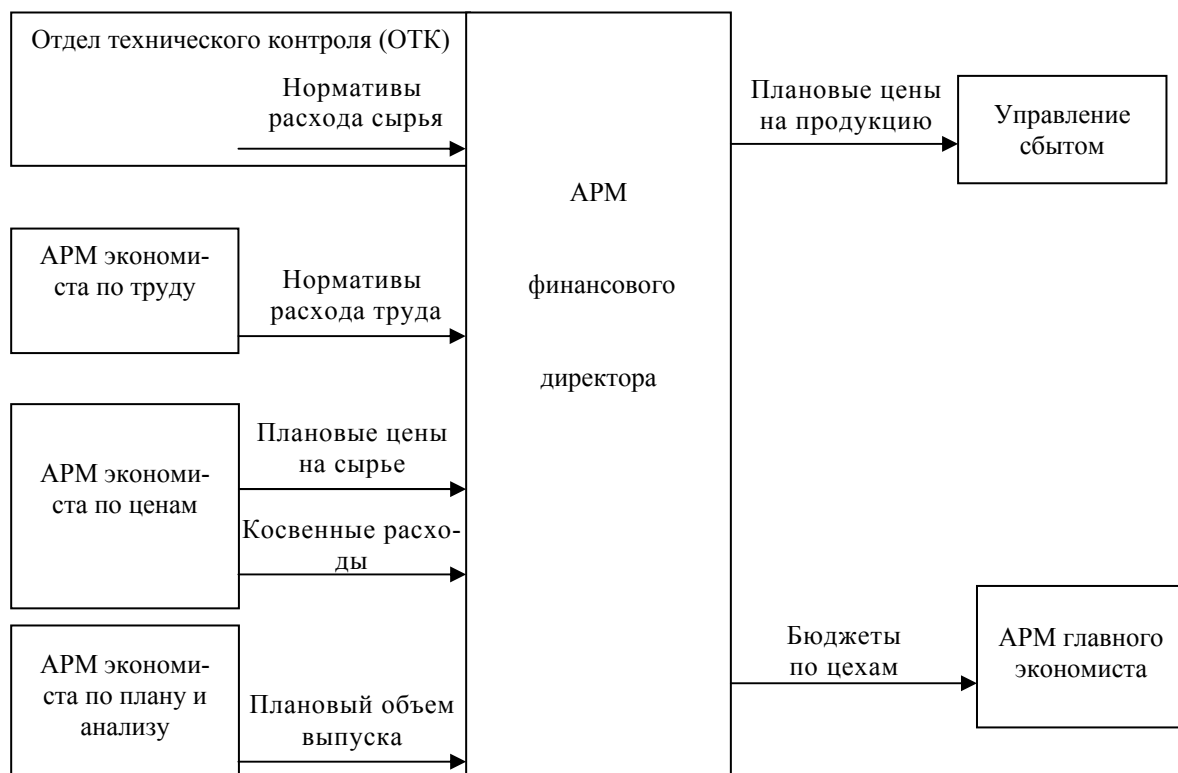 Отдел технического контроля (ОТК)
Нормативы
расхода сырья
АРМ экономи-
ста по труду
Нормативы
расхода труда
АРМ экономи-
ста по ценам
Плановые цены
на сырье
Косвенные расхо-
ды
АРМ экономи-
ста по плану и
анализу
Плановый объем
выпуска
АРМ
финансового
директора
Плановые цены
на продукцию
Управление
сбытом
Бюджеты
по цехам
АРМ главного
экономиста